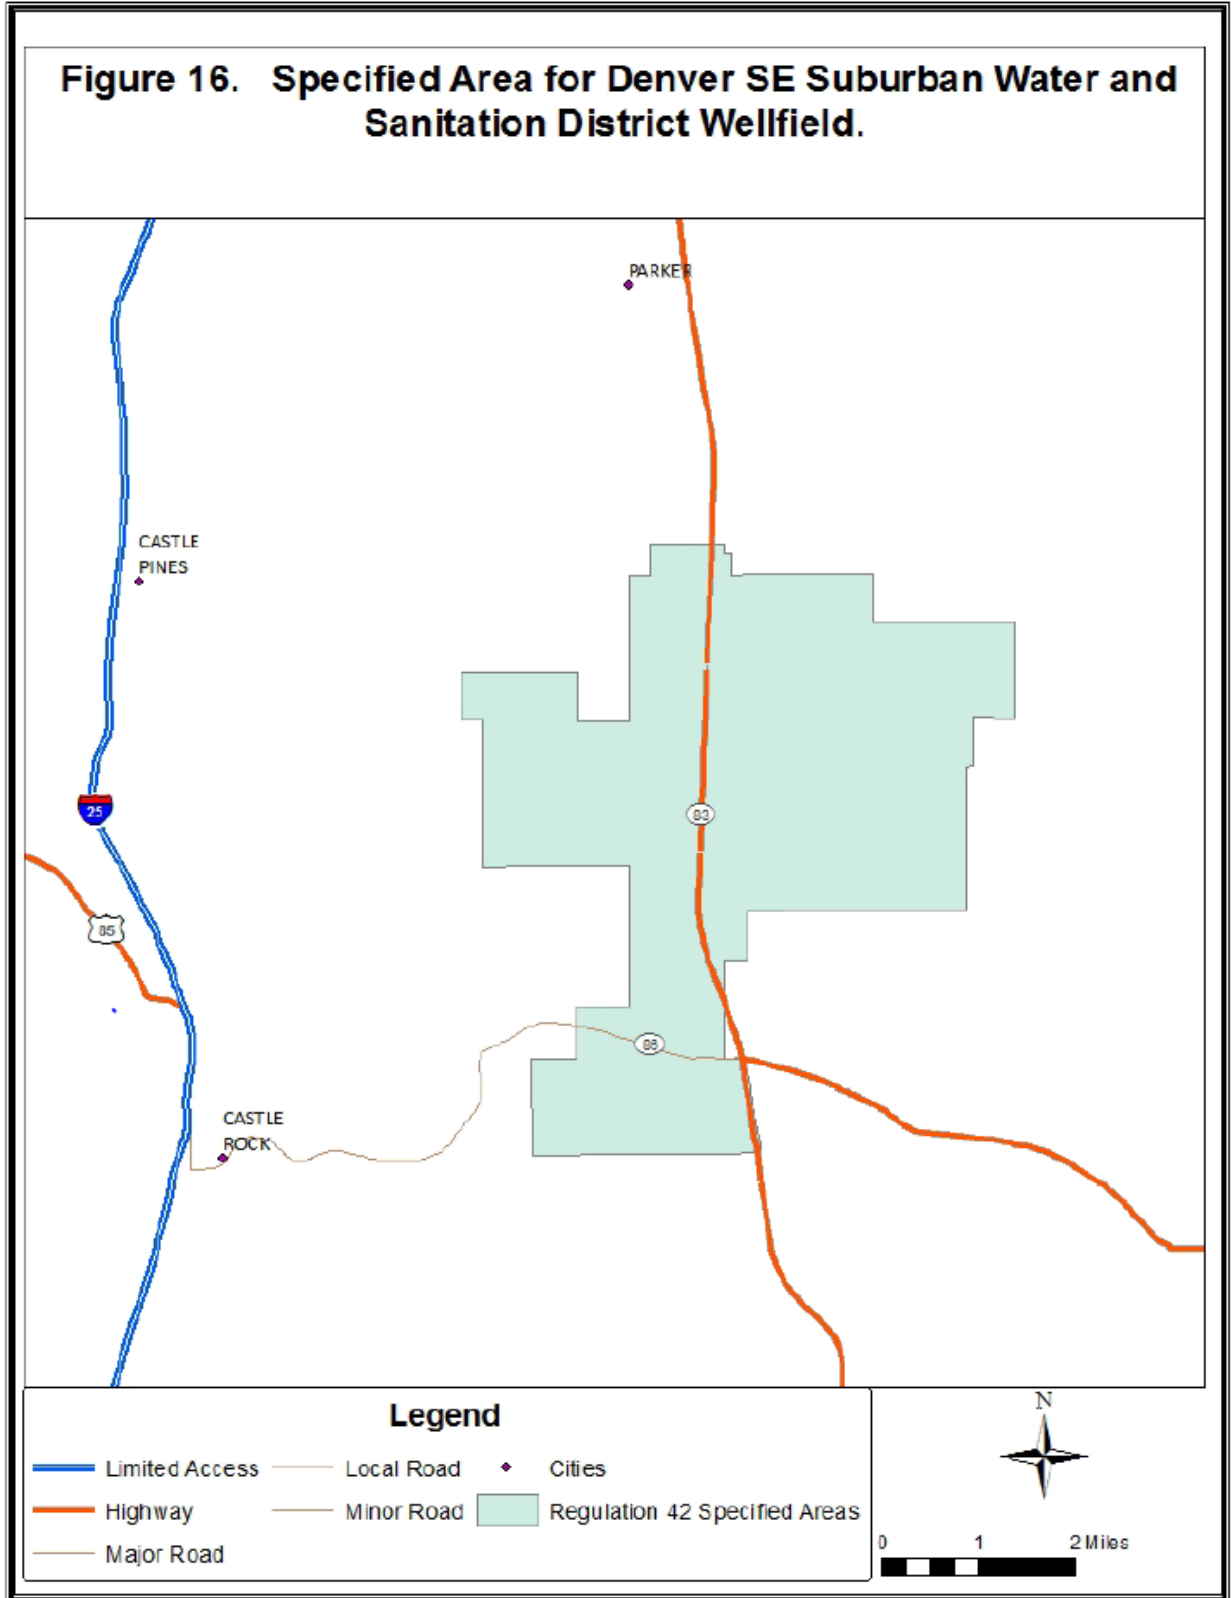 Figure 16. Specified Area for Denver SE Suburban Water and
Sanitation District Wellfield.
PARKER
CASTLE
PINES
25
83
85
86
CASTLE
ROCK
Legend
Limited Access
Local Road
Cities
Highway
Minor Road
Regulation 42 Specified Areas
Major Road
N
0 1 2 Miles